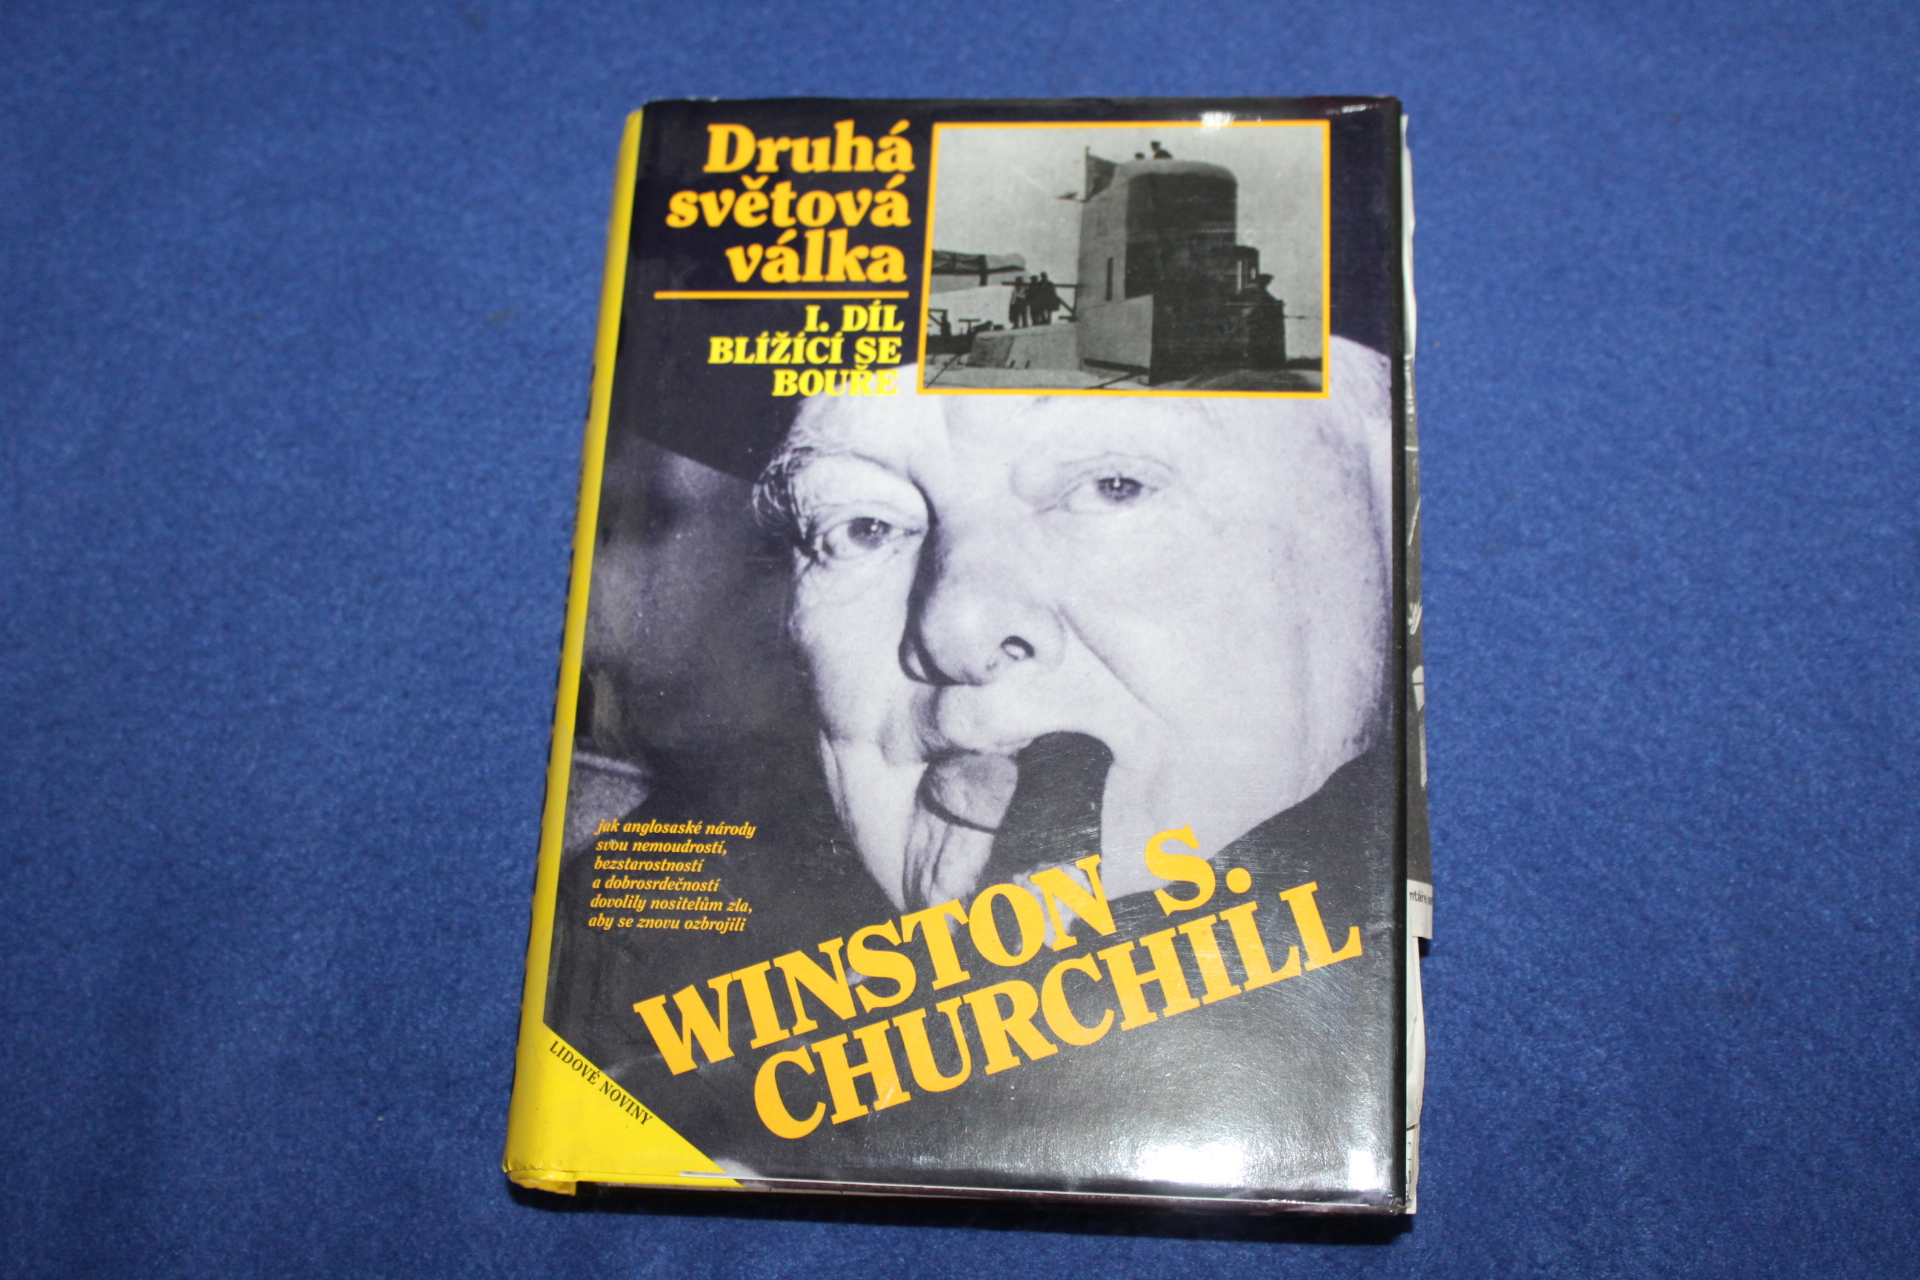 Druhá
světová
válka
I. DÍL
BLÍŽÍCÍ SE
BOUŘE
jak anglosaské národy
svou nemoudrostí,
bezstarostností
a dobrosrdečností
dovolily nositelům zla,
aby se znovu ozbrojili
WINSTON S.
CHURCHILL
LIDOVÉ NOVINY